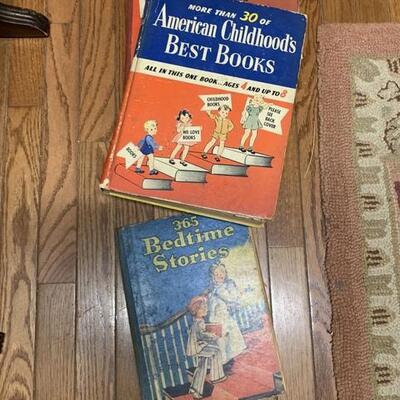 MORE THAN 30 OF
American Childhood's
BEST BOOKS
ALL IN THIS ONE BOOK... AGES 4 AND UP TO 8
BOOKS
WE LOVE
BOOKS
CHILDHOOD
BOOKS
PLEASE
SEE
BACK
COVER
365
Bedtime
Stories